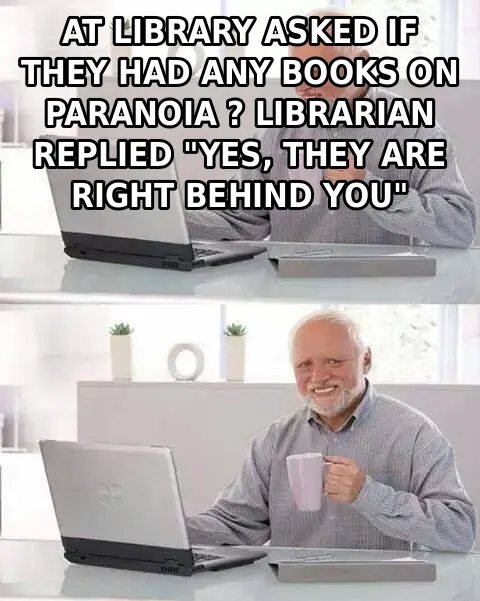 AT LIBRARY ASKED IF
THEY HAD ANY BOOKS ON
PARANOIA ? LIBRARIAN
REPLIED "YES, THEY ARE
RIGHT BEHIND YOU"